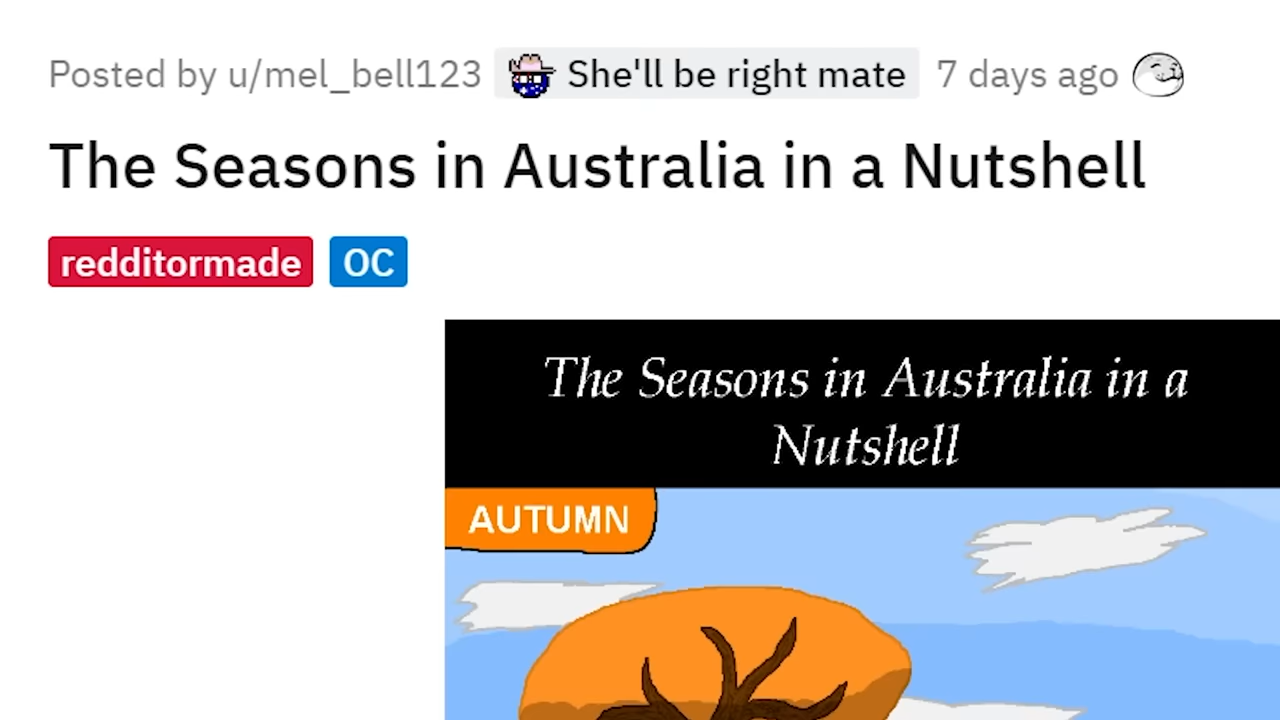 Posted by u/mel_bell123 She'll be right mate 7 days ago
The Seasons in Australia in a Nutshell
redditormade OC
The Seasons in Australia in a
Nutshell
AUTUMN